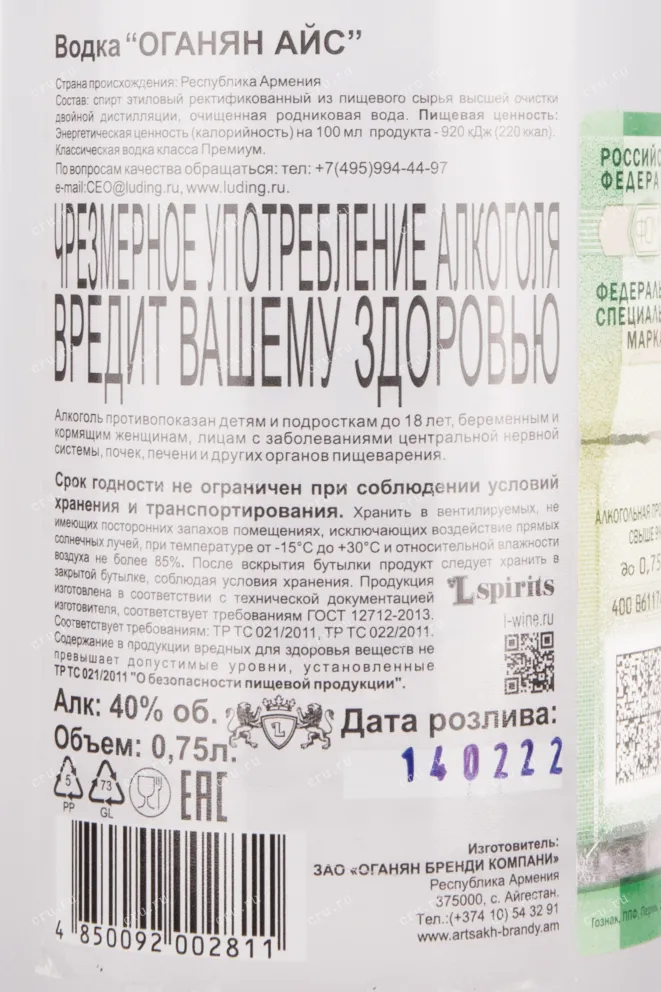 Водка “ОГАНЯН АЙС”
Страна происхождения: Республика Армения
Состав: спирт этиловый ректификованный из пищевого сырья высшей очистки
двойной дистилляции, очищенная родниковая вода. Пищевая ценность:
Энергетическая ценность (калорийность) на 100 мл продукта - 920 кДж (220 ккал).
Классическая водка класса Премиум.
По вопросам качества обращаться: тел: +7(495)994-44-97
e-mail:CEO@luding.ru, www.luding.ru.
ЧРЕЗМЕРНОЕ УПОТРЕБЛЕНИЕ АЛКОГОЛЯ
ВРЕДИТ ВАШЕМУ ЗДОРОВЬЮ
Алкоголь противопоказан детям и подросткам до 18 лет, беременным и
кормящим женщинам, лицам с заболеваниями центральной нервной
системы, почек, печени и других органов пищеварения.
Срок годности не ограничен при соблюдении условий
хранения и транспортирования. Хранить в вентилируемых, не
имеющих посторонних запахов помещениях, исключающих воздействие прямых
солнечных лучей, при температуре от -15°С до +30°С и относительной влажности
воздуха не более 85%. После вскрытия бутылки продукт следует хранить в
закрытой бутылке, соблюдая условия хранения. Продукция
изготовлена в соответствии с технической документацией
изготовителя, соответствует требованиям ГОСТ 12712-2013.
Соответствует требованиям: ТР ТС 021/2011, ТР ТС 022/2011.
Содержание в продукции вредных для здоровья веществ не
превышает допустимые уровни, установленные
ТР ТС 021/2011 "О безопасности пищевой продукции".
L spirits
l-wine.ru
Алк: 40% об.
Объем: 0,75л.
L
Дата розлива:
140222
5
PP
73
GL
ЕАС
4 850092 002811
Изготовитель:
ЗАО «ОГАНЯН БРЕНДИ КОМПАНИ»
Республика Армения
375000, с. Айгестан.
Тел.:(+374 10) 54 32 91
www.artsakh-brandy.am
РОССИЙС
ФЕДЕРА
ФЕДЕРАЛЬ
СПЕЦИАЛЬ
МАРКА
АЛКОГОЛЬНАЯ ПРО
СВЫШЕ
до 0,75
Гознак, ППФ, Пермь